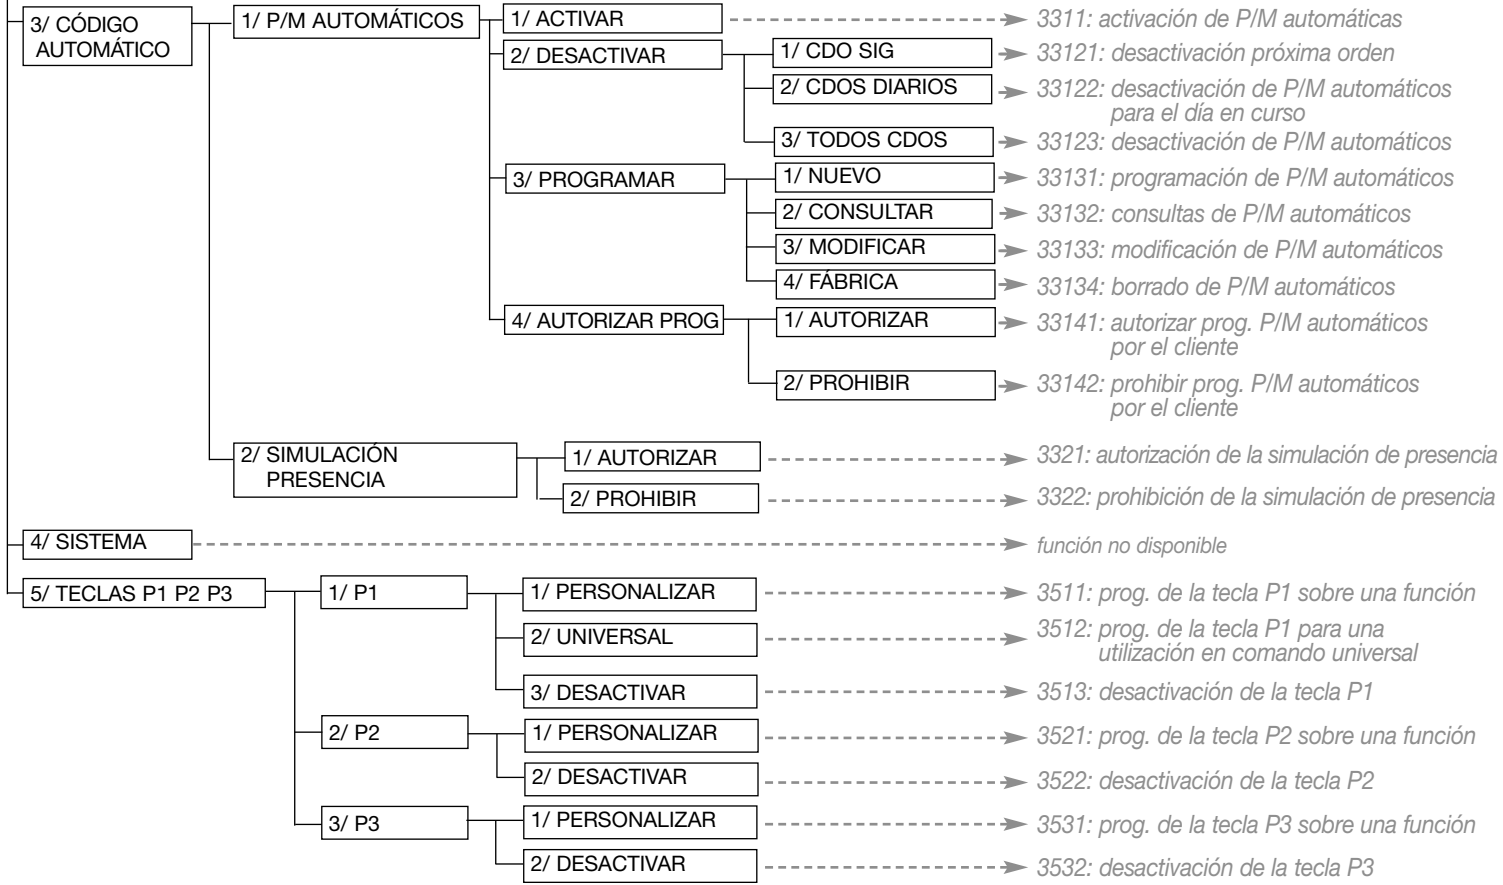 3/ CÓDIGO
AUTOMÁTICO
1/ P/M AUTOMÁTICOS
1/ ACTIVAR
3311: activación de P/M automáticas
2/ DESACTIVAR
1/ CDO SIG
33121: desactivación próxima orden
2/ CDOS DIARIOS
33122: desactivación de P/M automáticos
para el día en curso
3/ TODOS CDOS
33123: desactivación de P/M automáticos
3/ PROGRAMAR
1/ NUEVO
33131: programación de P/M automáticos
2/ CONSULTAR
33132: consultas de P/M automáticos
3/ MODIFICAR
33133: modificación de P/M automáticos
4/ FÁBRICA
33134: borrado de P/M automáticos
4/ AUTORIZAR PROG
1/ AUTORIZAR
33141: autorizar prog. P/M automáticos
por el cliente
2/ PROHIBIR
33142: prohibir prog. P/M automáticos
por el cliente
2/ SIMULACIÓN
PRESENCIA
1/ AUTORIZAR
3321: autorización de la simulación de presencia
2/ PROHIBIR
3322: prohibición de la simulación de presencia
4/ SISTEMA
función no disponible
5/ TECLAS P1 P2 P3
1/ P1
1/ PERSONALIZAR
3511: prog. de la tecla P1 sobre una función
2/ UNIVERSAL
3512: prog. de la tecla P1 para una
utilización en comando universal
3/ DESACTIVAR
3513: desactivación de la tecla P1
2/ P2
1/ PERSONALIZAR
3521: prog. de la tecla P2 sobre una función
2/ DESACTIVAR
3522: desactivación de la tecla P2
3/ P3
1/ PERSONALIZAR
3531: prog. de la tecla P3 sobre una función
2/ DESACTIVAR
3532: desactivación de la tecla P3